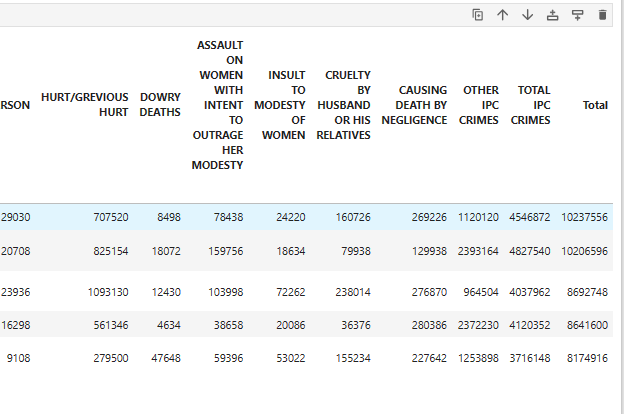 ASSAULT
ON
WOMEN INSULT CRUELTY
RSON HURT/GREVIOUS DOWRY WITH TO BY CAUSING OTHER TOTAL
HURT DEATHS INTENT MODESTY HUSBAND DEATH BY IPC IPC Total
TO OF OR HIS NEGLIGENCE CRIMES CRIMES
OUTRAGE WOMEN RELATIVES
HER
MODESTY
29030 707520 8498 78438 24220 160726 269226 1120120 4546872 10237556
20708 825154 18072 159756 18634 79938 129938 2393164 4827540 10206596
23936 1093130 12430 103998 72262 238014 276870 964504 4037962 8692748
16298 561346 4634 38658 20086 36376 280386 2372230 4120352 8641600
9108 279500 47648 59396 53022 155234 227642 1253898 3716148 8174916